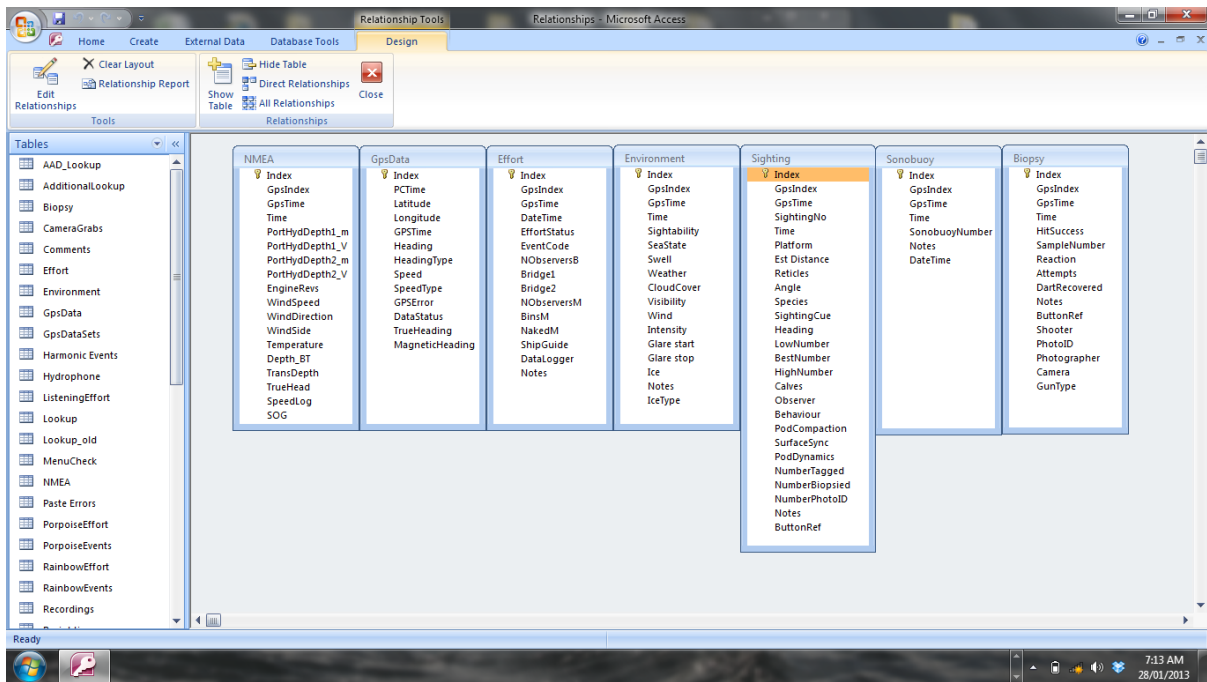 Relationship Tools
Relationships - Microsoft Access
Home Create External Data Database Tools Design
Clear Layout
Relationship Report
Edit Relationships
Tools
Show Table
Hide Table
Direct Relationships
All Relationships
Close
Relationships
Tables
AAD_Lookup
AdditionalLookup
Biopsy
CameraGrabs
Comments
Effort
Environment
GpsData
GpsDataSets
Harmonic Events
Hydrophone
ListeningEffort
Lookup
Lookup_old
MenuCheck
NMEA
Paste Errors
PorpoiseEffort
PorpoiseEvents
RainbowEffort
RainbowEvents
Recordings
NMEA
Index
GpsIndex
GpsTime
Time
PortHydDepth1_m
PortHydDepth1_V
PortHydDepth2_m
PortHydDepth2_V
EngineRevs
WindSpeed
WindDirection
WindSide
Temperature
Depth_BT
TransDepth
TrueHead
SpeedLog
SOG
GpsData
Index
PCTime
Latitude
Longitude
GPSTime
Heading
HeadingType
Speed
SpeedType
GPSError
DataStatus
TrueHeading
MagneticHeading
Effort
Index
GpsIndex
GpsTime
DateTime
EffortStatus
EventCode
NObserversB
Bridge1
Bridge2
NObserversM
BinsM
NakedM
ShipGuide
DataLogger
Notes
Environment
Index
GpsIndex
GpsTime
Time
Sightability
SeaState
Swell
Weather
CloudCover
Visibility
Wind
Intensity
Glare start
Glare stop
Ice
Notes
IceType
Sighting
Index
GpsIndex
GpsTime
SightingNo
Time
Platform
Est Distance
Reticles
Angle
Species
SightingCue
Heading
LowNumber
BestNumber
HighNumber
Calves
Observer
Behaviour
PodCompaction
SurfaceSync
PodDynamics
NumberTagged
NumberBiopsied
NumberPhotoID
Notes
ButtonRef
Sonobuoy
Index
GpsIndex
GpsTime
Time
SonobuoyNumber
Notes
DateTime
Biopsy
Index
GpsIndex
GpsTime
Time
HitSuccess
SampleNumber
Reaction
Attempts
DartRecovered
Notes
ButtonRef
Shooter
PhotoID
Photographer
Camera
GunType
Ready
7:13 AM
28/01/2013